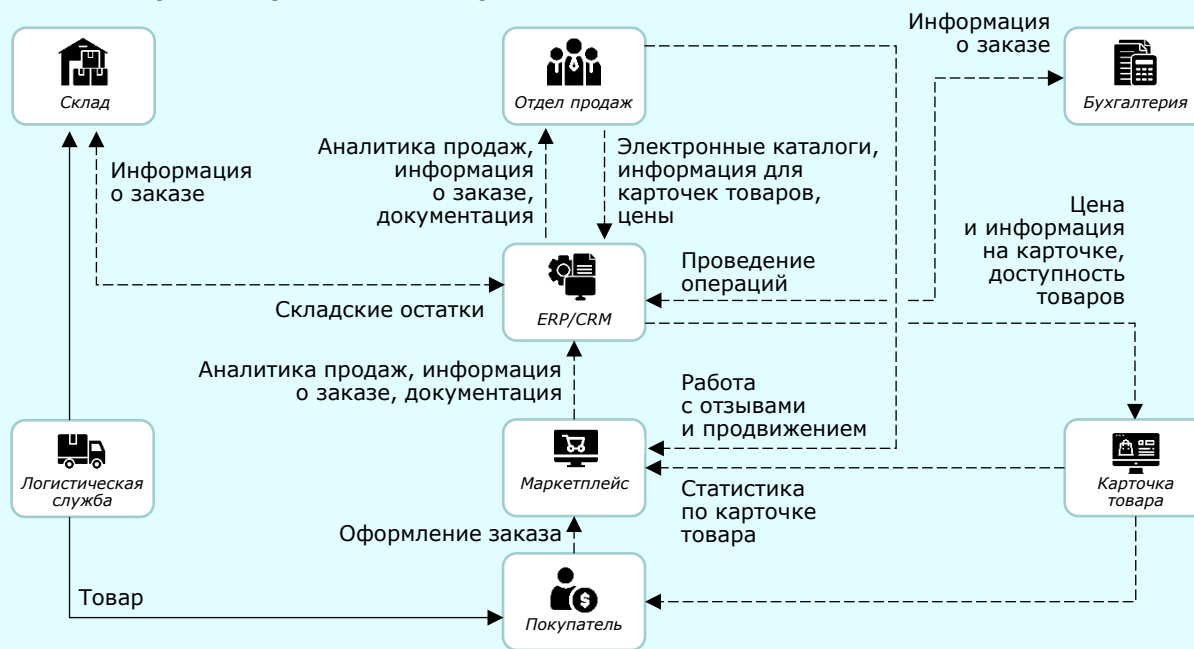 Информация
о заказе
Склад
Отдел продаж
Бухгалтерия
Информация
о заказе
Аналитика продаж,
информация
о заказе,
документация
Электронные каталоги,
информация для
карточек товаров,
цены
Цена
и информация
на карточке,
доступность
товаров
Проведение
операций
Складские остатки
ERP/CRM
Аналитика продаж, информация
о заказе, документация
Работа
с отзывами
и продвижением
Логистическая
служба
Маркетплейс
Карточка
товара
Статистика
по карточке
товара
Оформление заказа
Товар
Покупатель